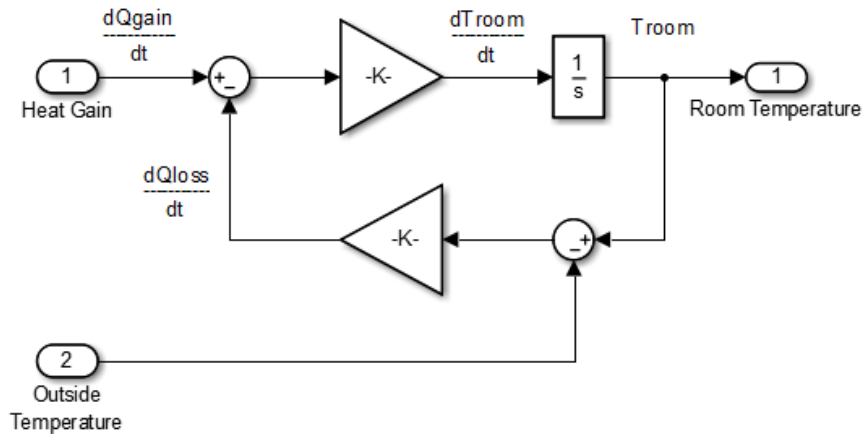 dQgain
dt
1
Heat Gain
+
-
-K-
dTroom
dt
1
s
Troom
1
Room Temperature
dQloss
dt
-K-
-
+
2
Outside
Temperature